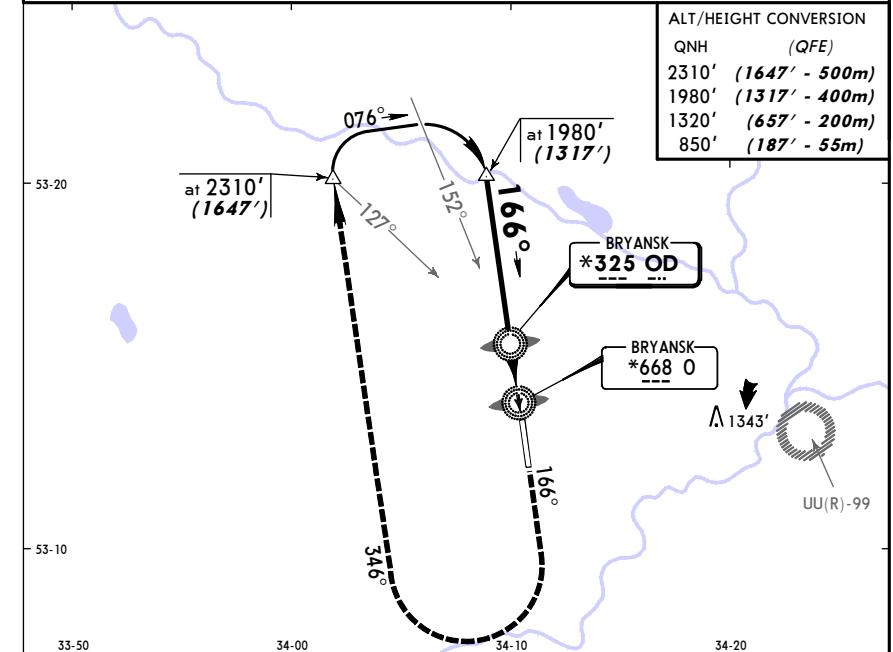 ALT/HEIGHT CONVERSION
QNH (QFE)
2310' (1647' - 500m)
1980' (1317' - 400m)
1320' (657' - 200m)
850' (187' - 55m)
076°
at 1980'
(1317')
53-20
at 2310'
(1647')
127°
152°
166°
BRYANSK
*325 OD
BRYANSK
*668 O
1343'
UU(R)-99
166°
346°
53-10
33-50
34-00
34-10
34-20